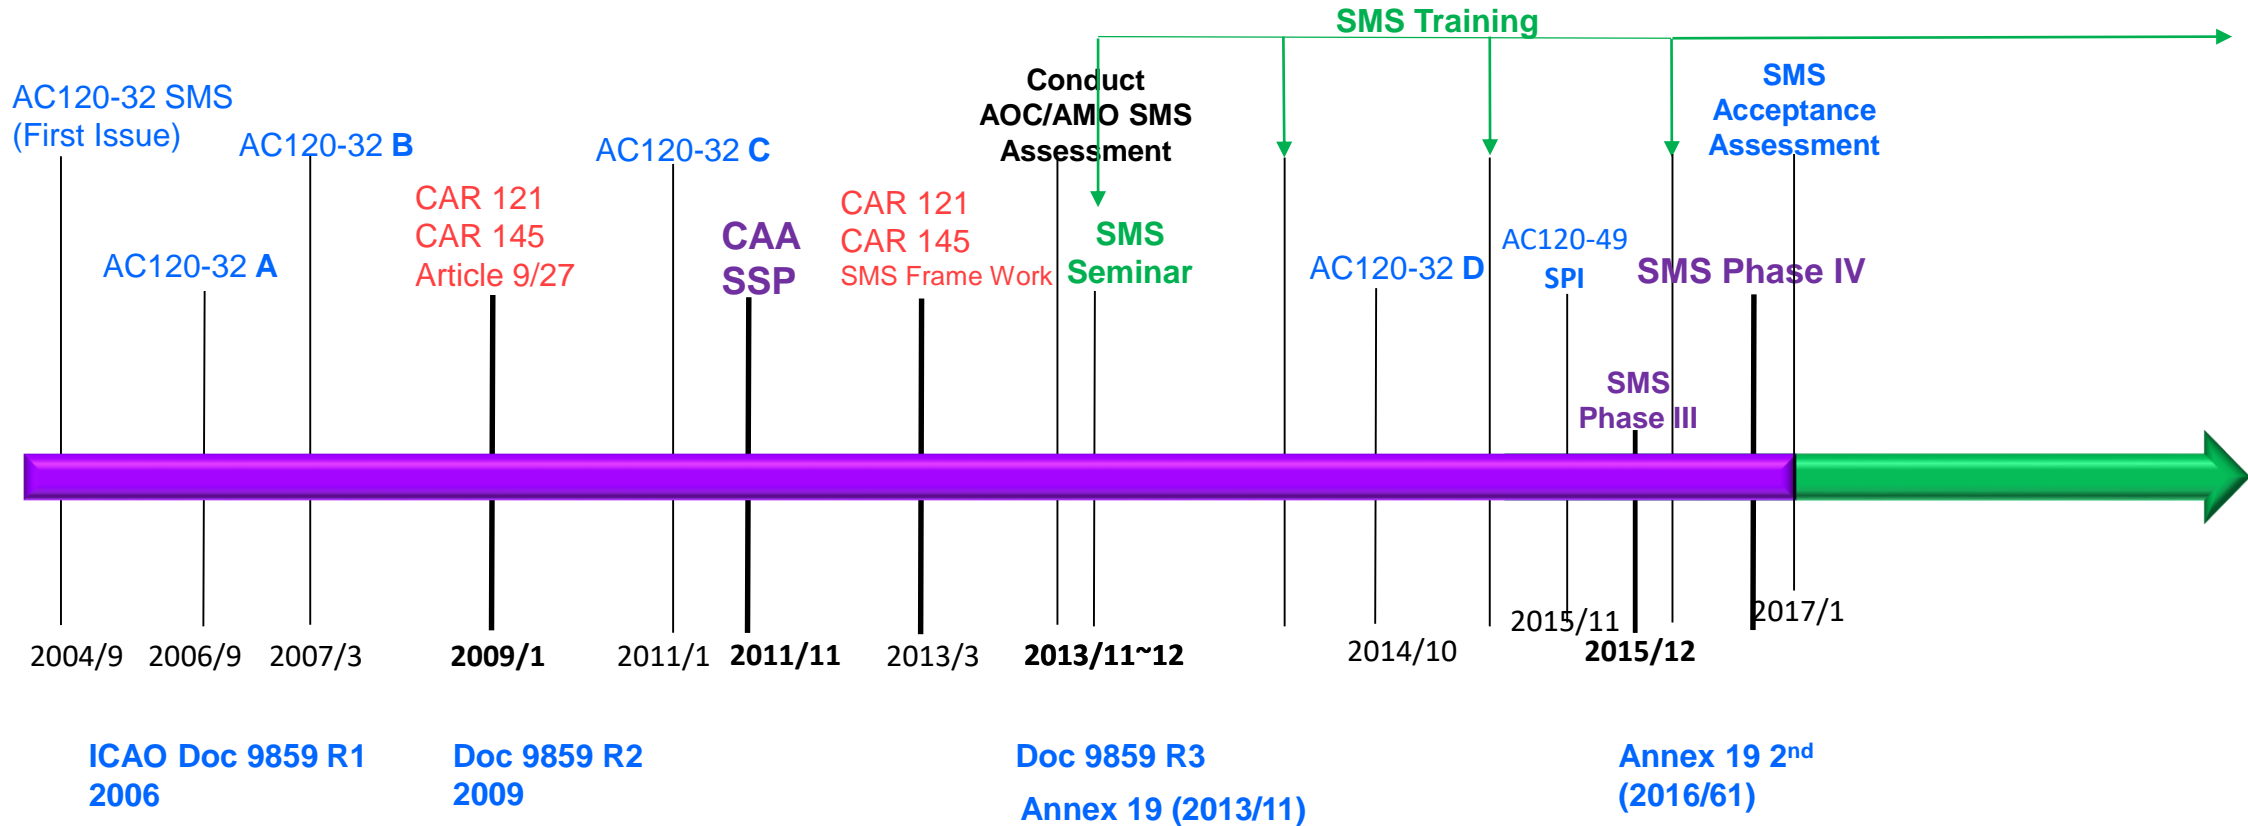 SMS Training
AC120-32 SMS
(First Issue)
AC120-32 A
AC120-32 B
CAR 121
CAR 145
Article 9/27
AC120-32 C
CAA
SSP
CAR 121
CAR 145
SMS Frame Work
Conduct
AOC/AMO SMS
Assessment
SMS
Seminar
AC120-32 D
AC120-49
SPI
SMS
Phase III
SMS Phase IV
SMS
Acceptance
Assessment
2004/9
2006/9
2007/3
2009/1
2011/1
2011/11
2013/3
2013/11~12
2014/10
2015/11
2015/12
2017/1
ICAO Doc 9859 R1
2006
Doc 9859 R2
2009
Doc 9859 R3
Annex 19 (2013/11)
Annex 19 2nd
(2016/61)